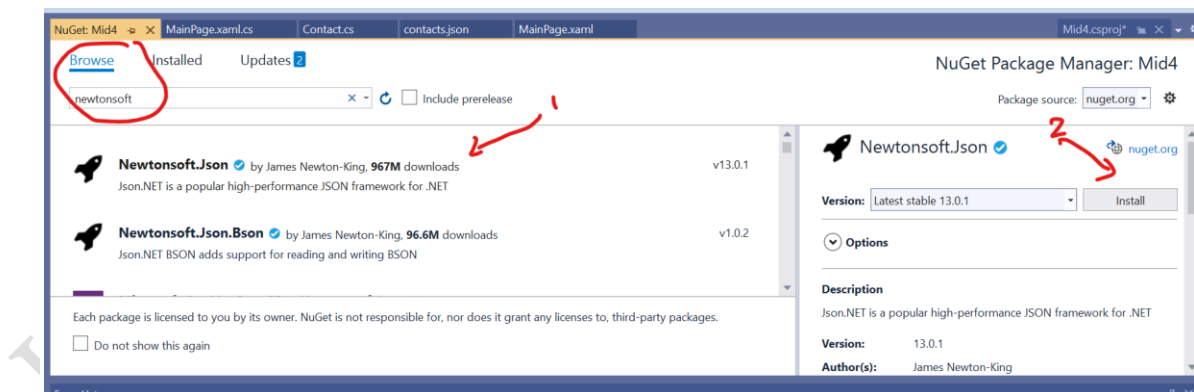 NuGet: Mid4 MainPage.xaml.cs Contact.cs contacts.json MainPage.xaml Mid4.csproj*
Browse Installed Updates 2
NuGet Package Manager: Mid4
newtonsoft Include prerelease
Package source: nuget.org
1
2
Newtonsoft.Json by James Newton-King, 967M downloads v13.0.1
Json.NET is a popular high-performance JSON framework for .NET
Newtonsoft.Json.Bson by James Newton-King, 96.6M downloads v1.0.2
Json.NET BSON adds support for reading and writing BSON
Each package is licensed to you by its owner. NuGet is not responsible for, nor does it grant any licenses to, third-party packages.
Do not show this again
Newtonsoft.Json nuget.org
Version: Latest stable 13.0.1 Install
Options
Description
Json.NET is a popular high-performance JSON framework for .NET
Version: 13.0.1
Author(s): James Newton-King